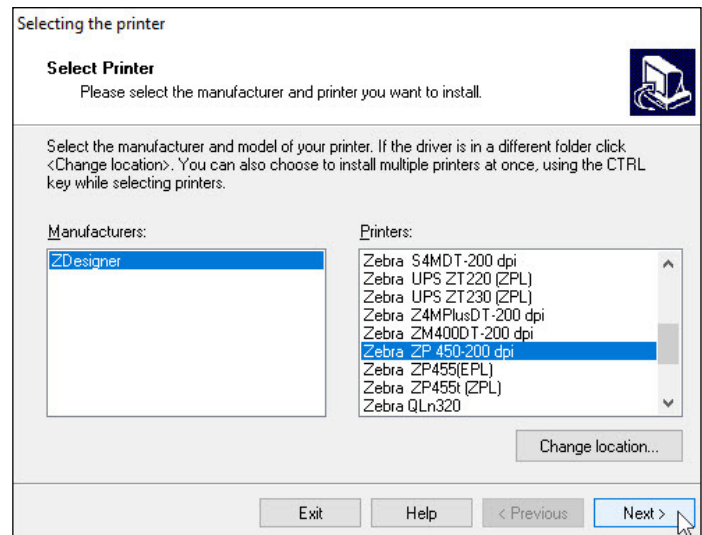 Selecting the printer
Select Printer
Please select the manufacturer and printer you want to install.
Select the manufacturer and model of your printer. If the driver is in a different folder click
<Change location>. You can also choose to install multiple printers at once, using the CTRL
key while selecting printers.
Manufacturers:
ZDesigner
Printers:
Zebra S4MDT-200 dpi
Zebra UPS ZT220 (ZPL)
Zebra UPS ZT230 (ZPL)
Zebra Z4MPlusDT-200 dpi
Zebra ZM400DT-200 dpi
Zebra ZP 450-200 dpi
Zebra ZP455(EPL)
Zebra ZP455t (ZPL)
Zebra QLn320
Change location...
Exit
Help
< Previous
Next >